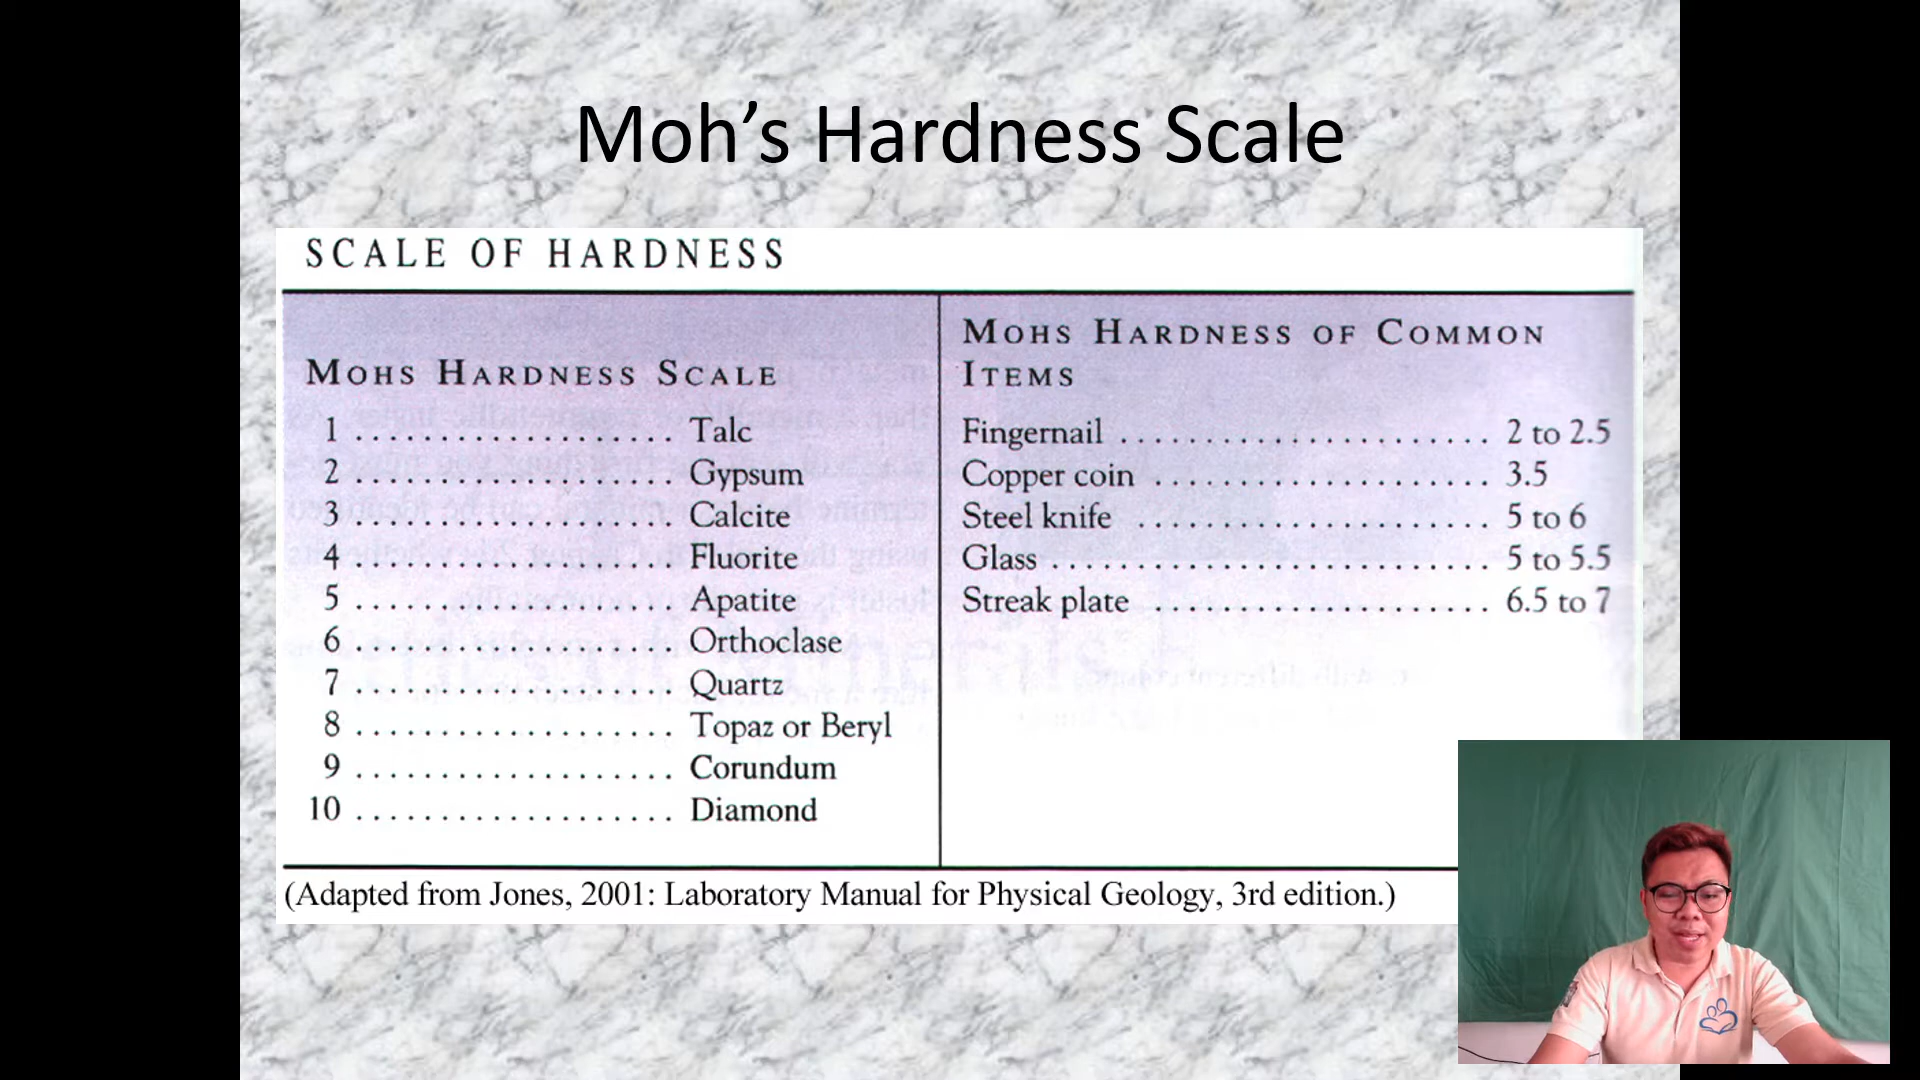 Moh’s Hardness Scale
SCALE OF HARDNESS
MOHS HARDNESS SCALE
1 . . . . . . . . . . . . . . . . . . . Talc
2 . . . . . . . . . . . . . . . . . . . Gypsum
3 . . . . . . . . . . . . . . . . . . . Calcite
4 . . . . . . . . . . . . . . . . . . . Fluorite
5 . . . . . . . . . . . . . . . . . . . Apatite
6 . . . . . . . . . . . . . . . . . . . Orthoclase
7 . . . . . . . . . . . . . . . . . . . Quartz
8 . . . . . . . . . . . . . . . . . . . Topaz or Beryl
9 . . . . . . . . . . . . . . . . . . . Corundum
10 . . . . . . . . . . . . . . . . . . . Diamond
MOHS HARDNESS OF COMMON
ITEMS
Fingernail . . . . . . . . . . . . . . . . . . . . . . 2 to 2.5
Copper coin . . . . . . . . . . . . . . . . . . . . 3.5
Steel knife . . . . . . . . . . . . . . . . . . . . . 5 to 6
Glass . . . . . . . . . . . . . . . . . . . . . . . . . . 5 to 5.5
Streak plate . . . . . . . . . . . . . . . . . . . . 6.5 to 7
(Adapted from Jones, 2001: Laboratory Manual for Physical Geology, 3rd edition.)